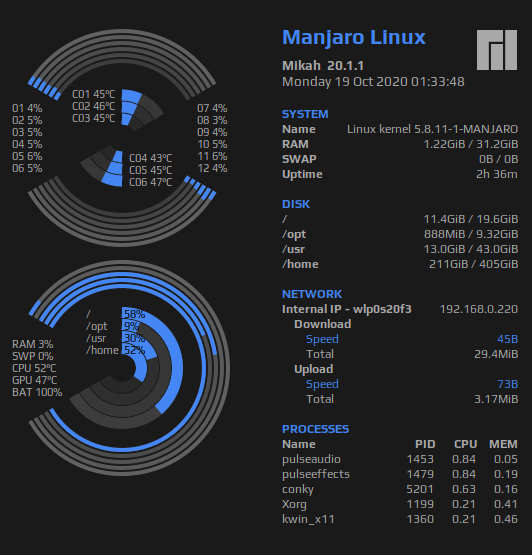 C01 45ºC
C02 46ºC
C03 45ºC
01 4%
02 5%
03 5%
04 5%
05 6%
06 5%
07 4%
08 3%
09 4%
10 5%
11 6%
12 4%
C04 43ºC
C05 45ºC
C06 47ºC
/ 58%
/opt 9%
/usr 30%
/home 52%
RAM 3%
SWP 0%
CPU 52ºC
GPU 47ºC
BAT 100%
Manjaro Linux
Mikah 20.1.1
Monday 19 Oct 2020 01:33:48
SYSTEM
Name Linux kernel 5.8.11-1-MANJARO
RAM 1.22GiB / 31.2GiB
SWAP 0B / 0B
Uptime 2h 36m
DISK
/ 11.4GiB / 19.6GiB
/opt 888MiB / 9.32GiB
/usr 13.0GiB / 43.0GiB
/home 211GiB / 405GiB
NETWORK
Internal IP - wlp0s20f3 192.168.0.220
Download
Speed 45B
Total 29.4MiB
Upload
Speed 73B
Total 3.17MiB
PROCESSES
Name PID CPU MEM
pulseaudio 1453 0.84 0.05
pulseeffects 1479 0.84 0.19
conky 5201 0.63 0.16
Xorg 1199 0.21 0.41
kwin_x11 1360 0.21 0.46